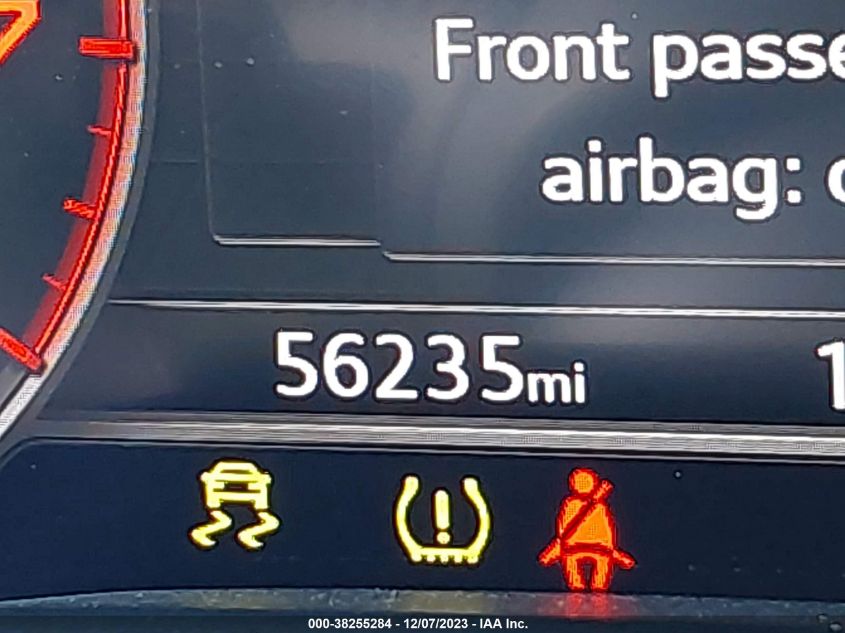 Front passe
airbag:
56235mi
000-38255284 - 12/07/2023 - IAA Inc.